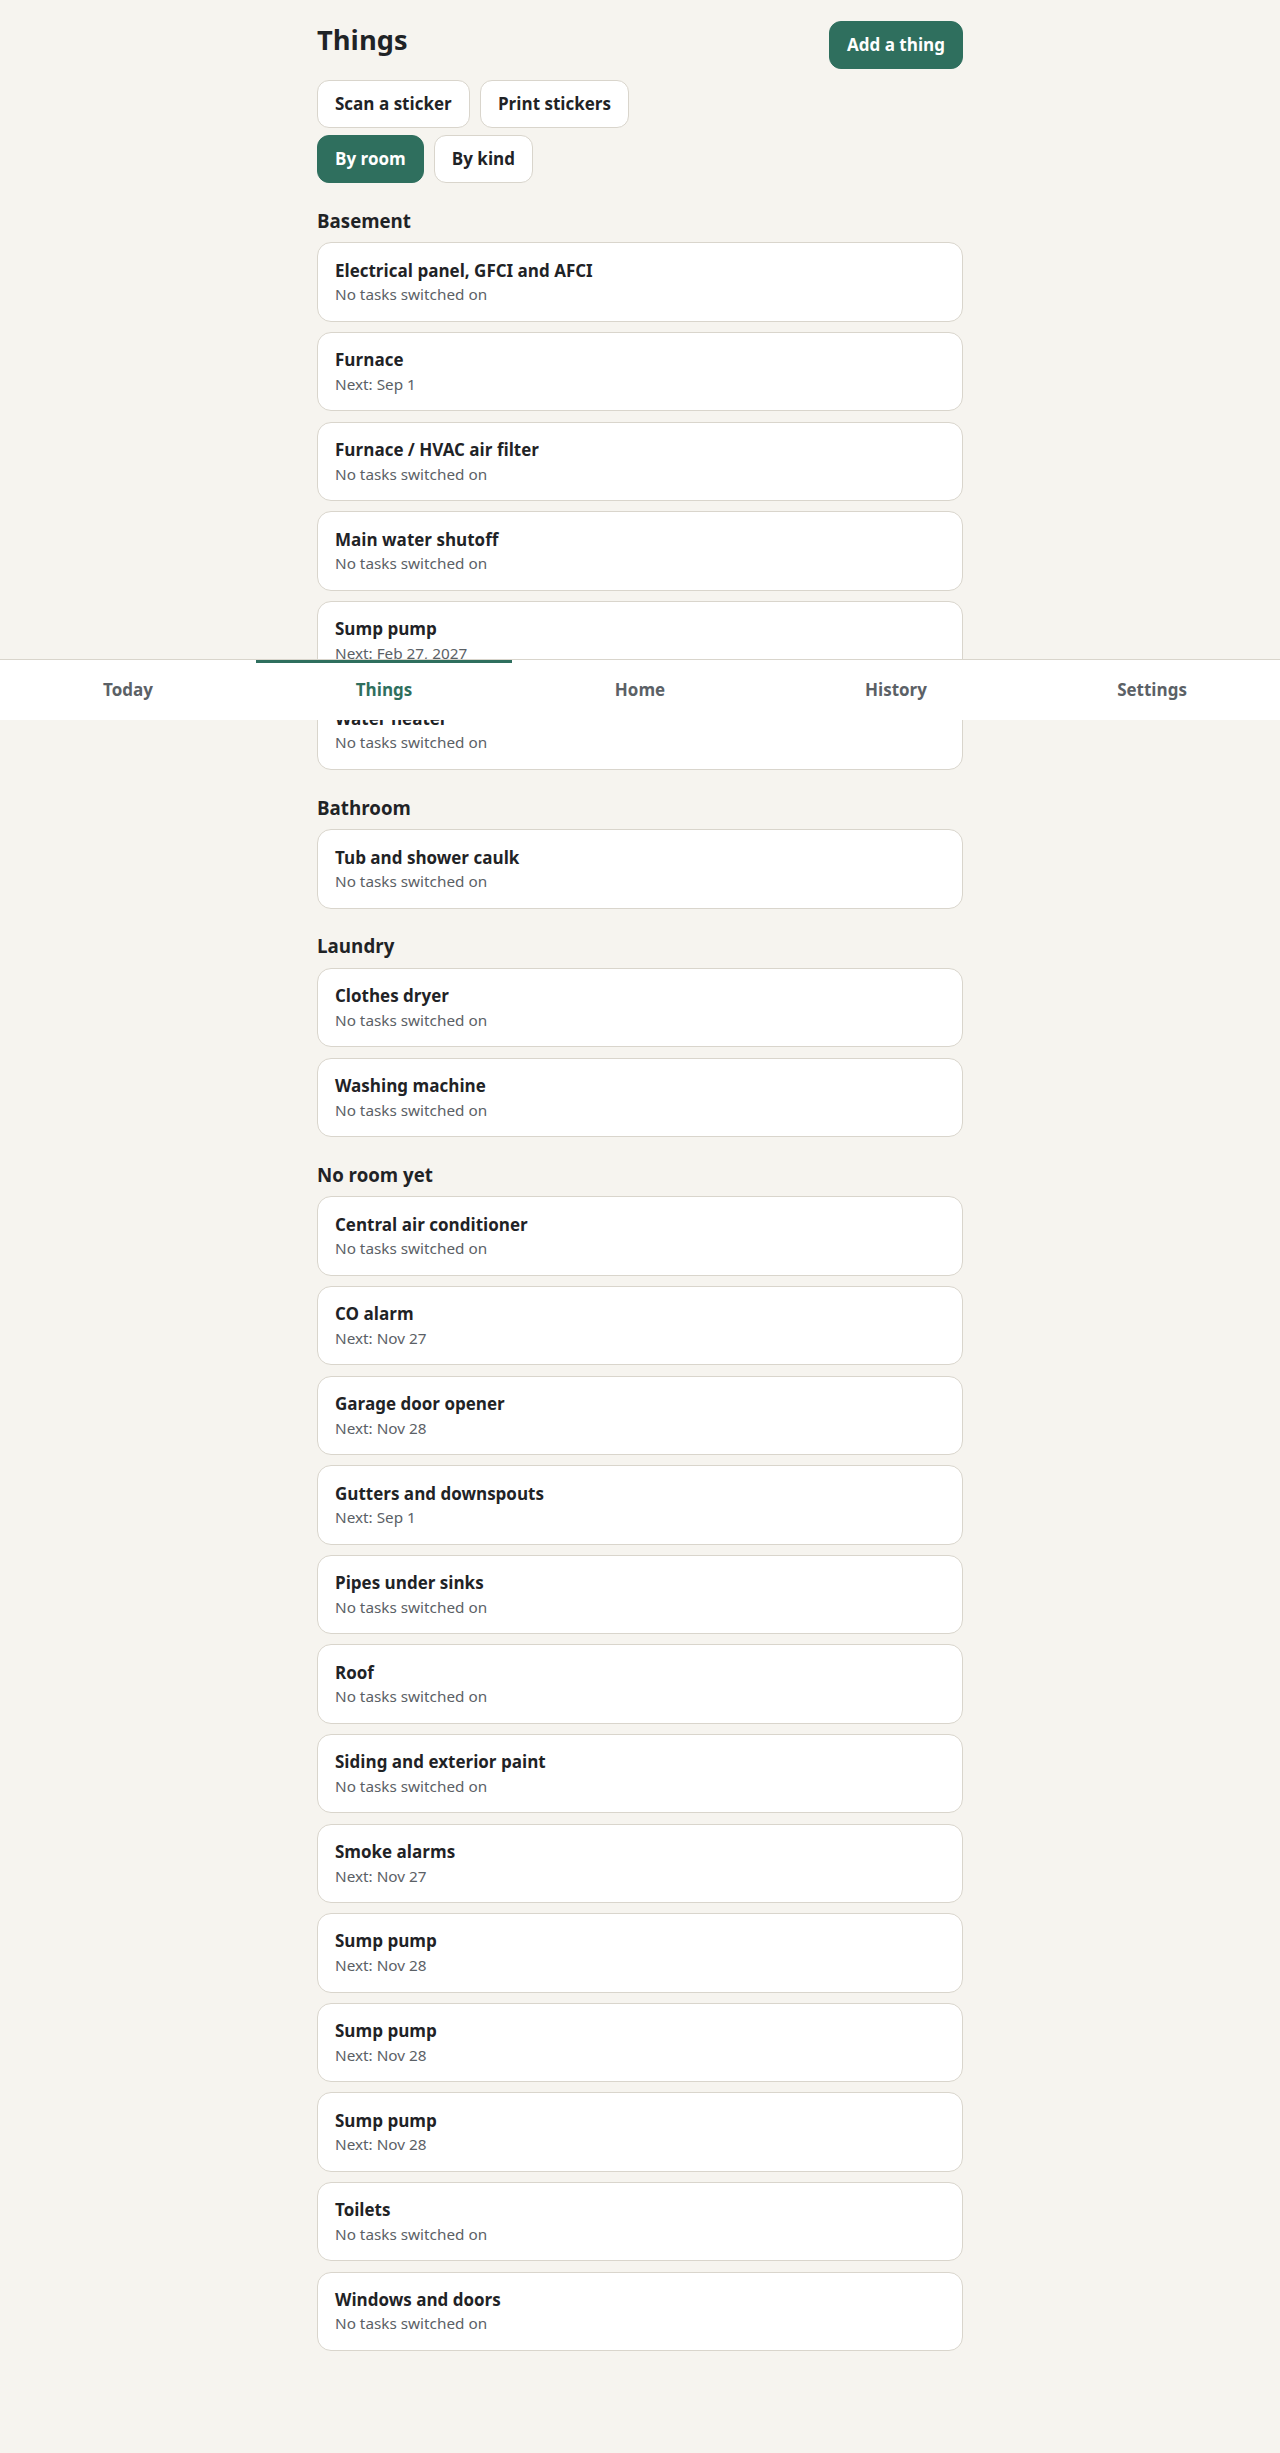 Things
Add a thing
Scan a sticker
Print stickers
By room
By kind
Basement
Electrical panel, GFCI and AFCI
No tasks switched on
Furnace
Next: Sep 1
Furnace / HVAC air filter
No tasks switched on
Main water shutoff
No tasks switched on
Sump pump
Next: Feb 27, 2027
Today
Things
Home
History
Settings
Water heater
No tasks switched on
Bathroom
Tub and shower caulk
No tasks switched on
Laundry
Clothes dryer
No tasks switched on
Washing machine
No tasks switched on
No room yet
Central air conditioner
No tasks switched on
CO alarm
Next: Nov 27
Garage door opener
Next: Nov 28
Gutters and downspouts
Next: Sep 1
Pipes under sinks
No tasks switched on
Roof
No tasks switched on
Siding and exterior paint
No tasks switched on
Smoke alarms
Next: Nov 27
Sump pump
Next: Nov 28
Sump pump
Next: Nov 28
Sump pump
Next: Nov 28
Toilets
No tasks switched on
Windows and doors
No tasks switched on